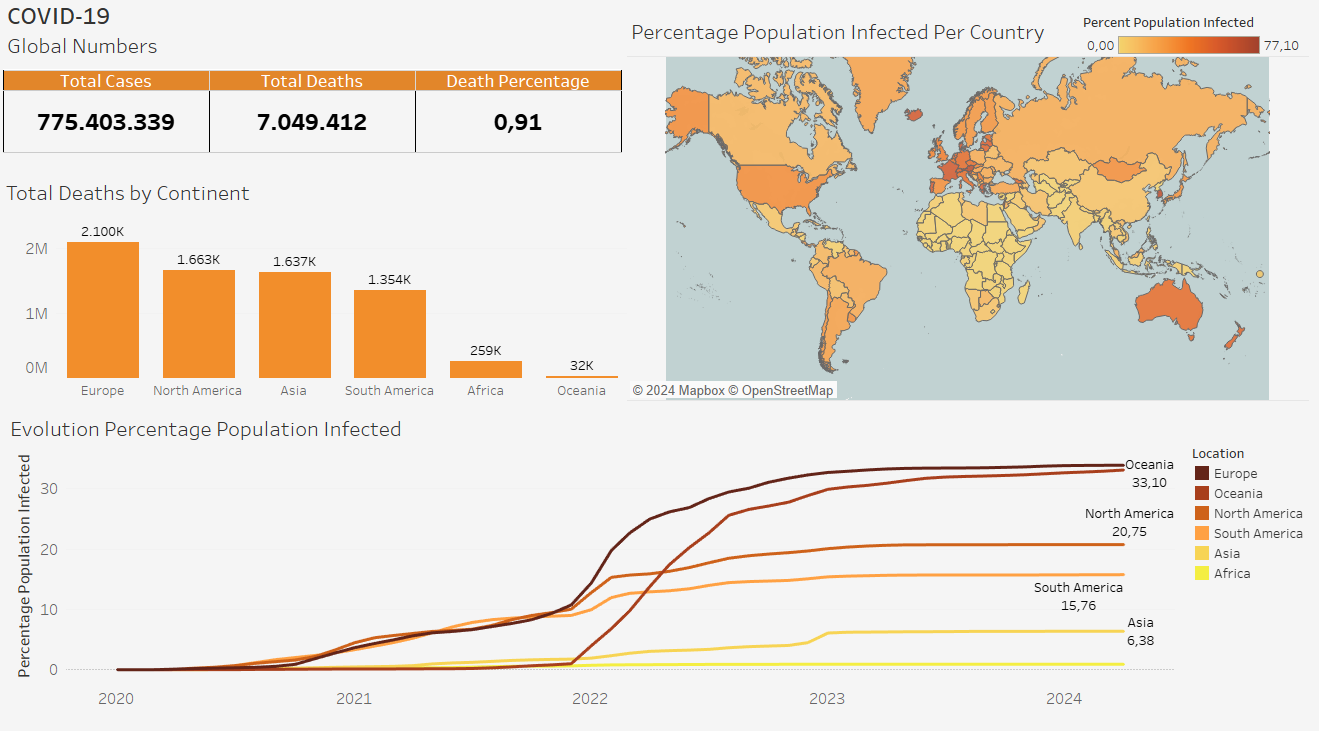 COVID-19
Global Numbers
Total Cases Total Deaths Death Percentage
775.403.339 7.049.412 0,91
Percentage Population Infected Per Country
Percent Population Infected
0,00 77,10
© 2024 Mapbox © OpenStreetMap
Total Deaths by Continent
2M
1M
0M
2.100K
1.663K
1.637K
1.354K
259K
32K
Europe North America Asia South America Africa Oceania
Evolution Percentage Population Infected
Percentage Population Infected
30
20
10
0
2020 2021 2022 2023 2024
Oceania
33,10
North America
20,75
South America
15,76
Asia
6,38
Location
Europe
Oceania
North America
South America
Asia
Africa